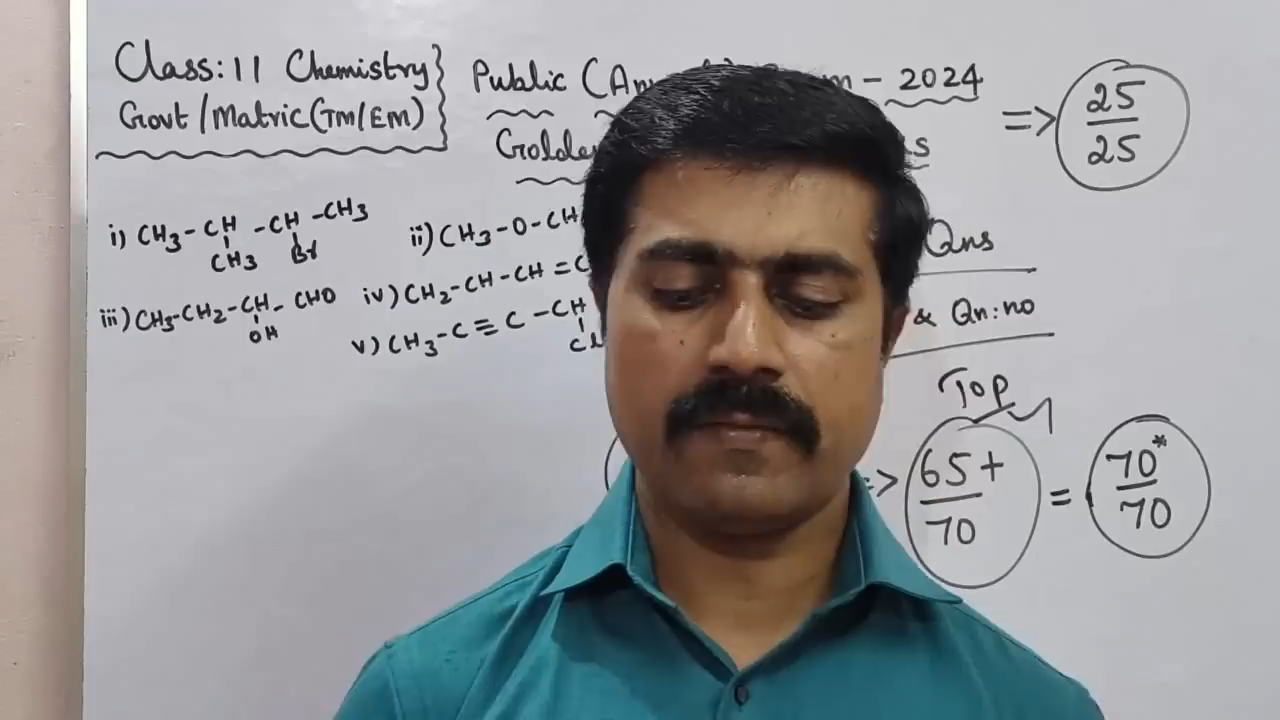 Class: 11 Chemistry
Govt/Matric(TM/EM)
Public - 2024
=> 25/25
i) CH3-CH-CH-CH3
CH3 Br
ii) CH3-O-CH
Qns
iii) CH3-CH2-CH-CHO
OH
iv) CH2-CH-CH=C
& Qn:no
v) CH3-C≡C-CH
Cl
Top
=> 65+/70 = 70*/70